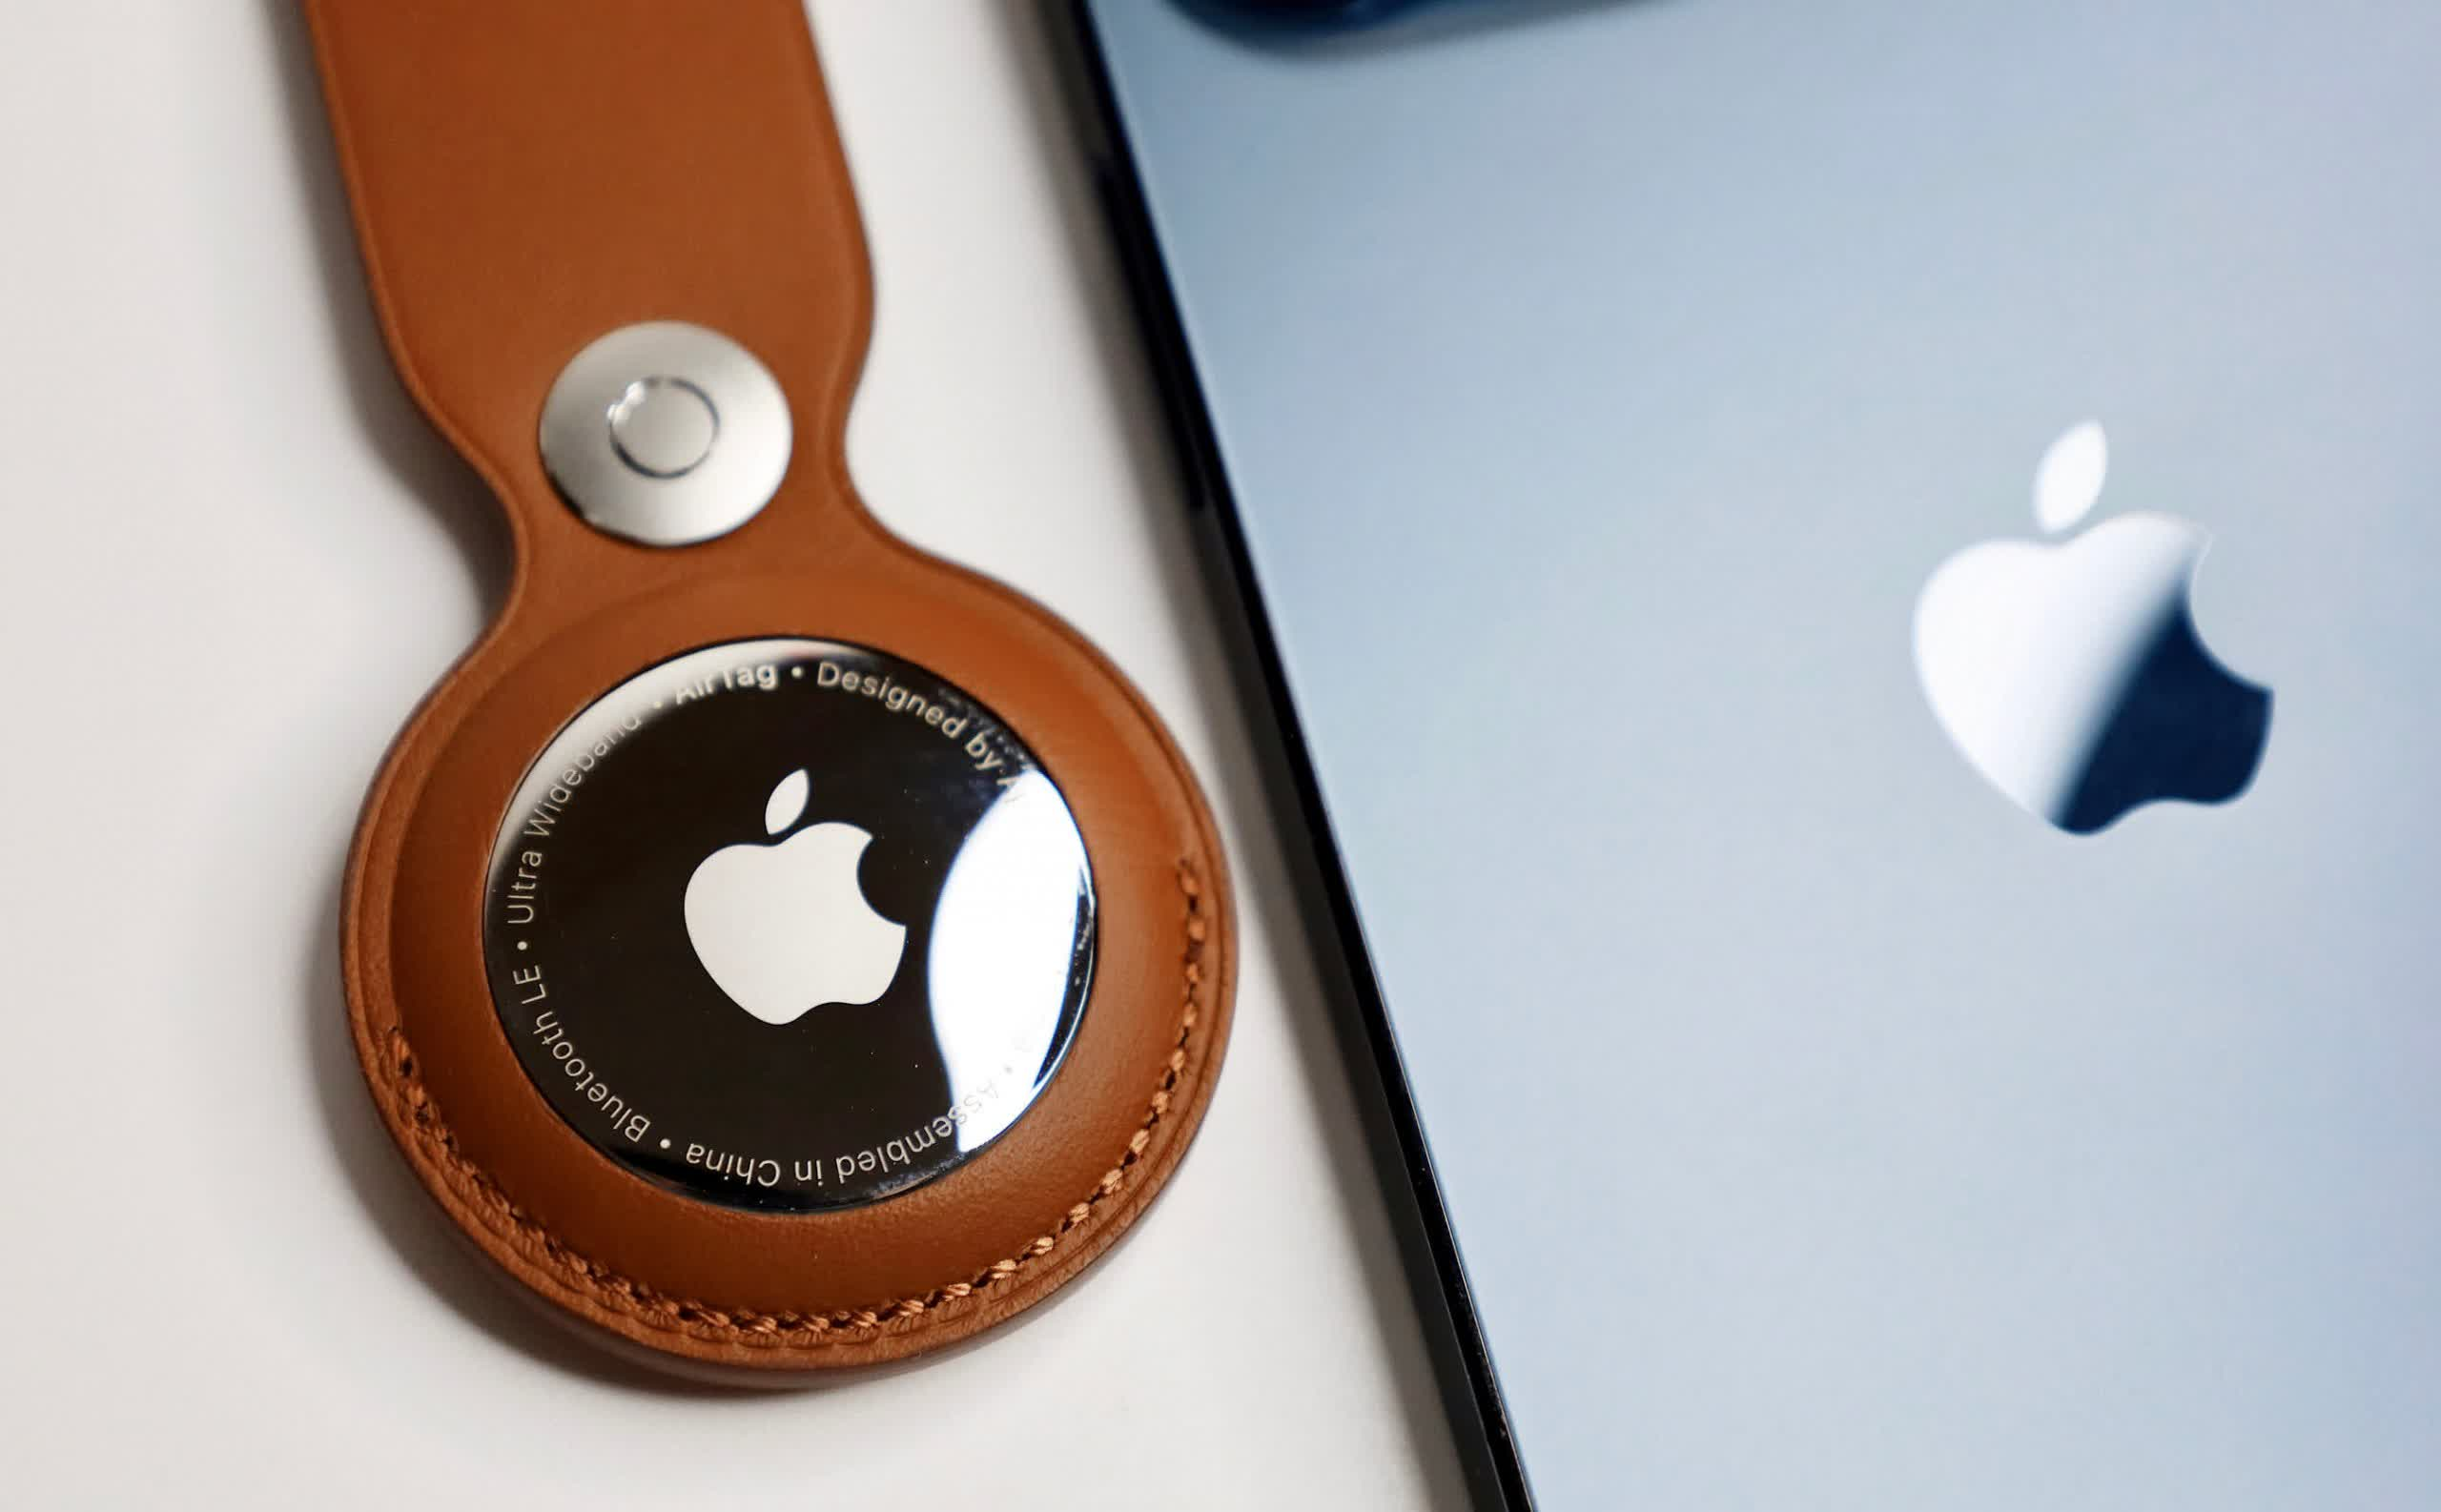 AirTag • Designed by
Assembled in China • Bluetooth LE • Ultra Wideband •